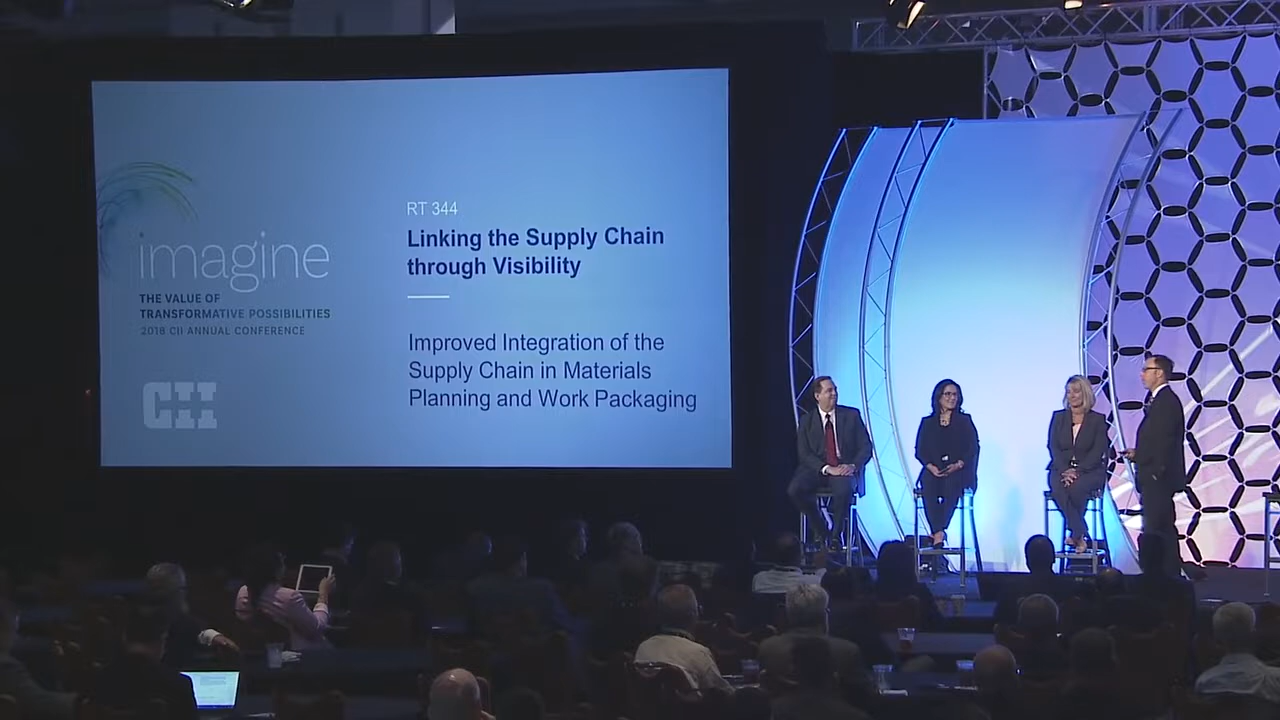 imagine
THE VALUE OF
TRANSFORMATIVE POSSIBILITIES
2018 CII ANNUAL CONFERENCE
CII
RT 344
Linking the Supply Chain
through Visibility
Improved Integration of the
Supply Chain in Materials
Planning and Work Packaging